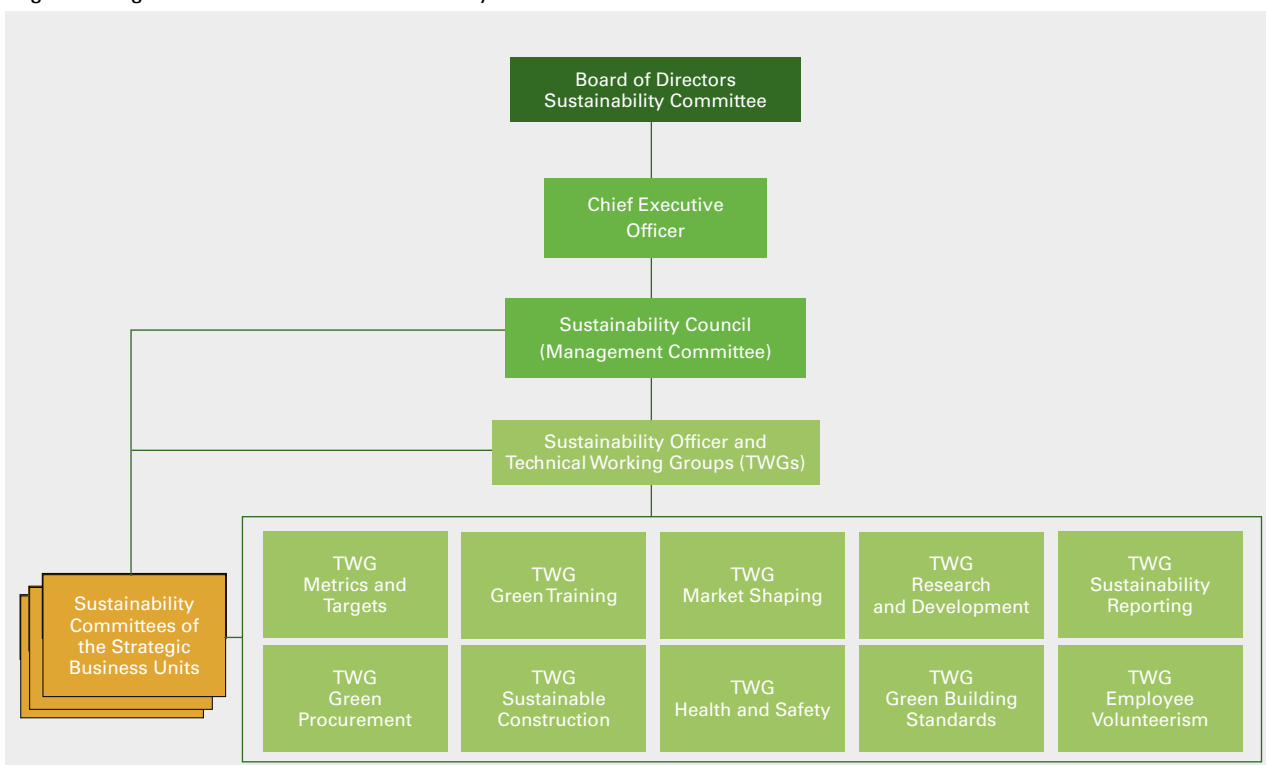 Board of Directors
Sustainability Committee
Chief Executive
Officer
Sustainability Council
(Management Committee)
Sustainability Officer and
Technical Working Groups (TWGs)
TWG
Metrics and
Targets
TWG
Green Training
TWG
Market Shaping
TWG
Research
and Development
TWG
Sustainability
Reporting
Sustainability
Committees of
the Strategic
Business Units
TWG
Green
Procurement
TWG
Sustainable
Construction
TWG
Health and Safety
TWG
Green Building
Standards
TWG
Employee
Volunteerism